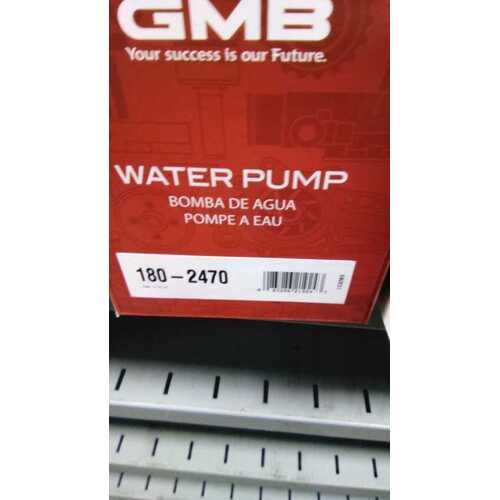 GMB
Your success is our Future.
WATER PUMP
BOMBA DE AGUA
POMPE A EAU
180-2470